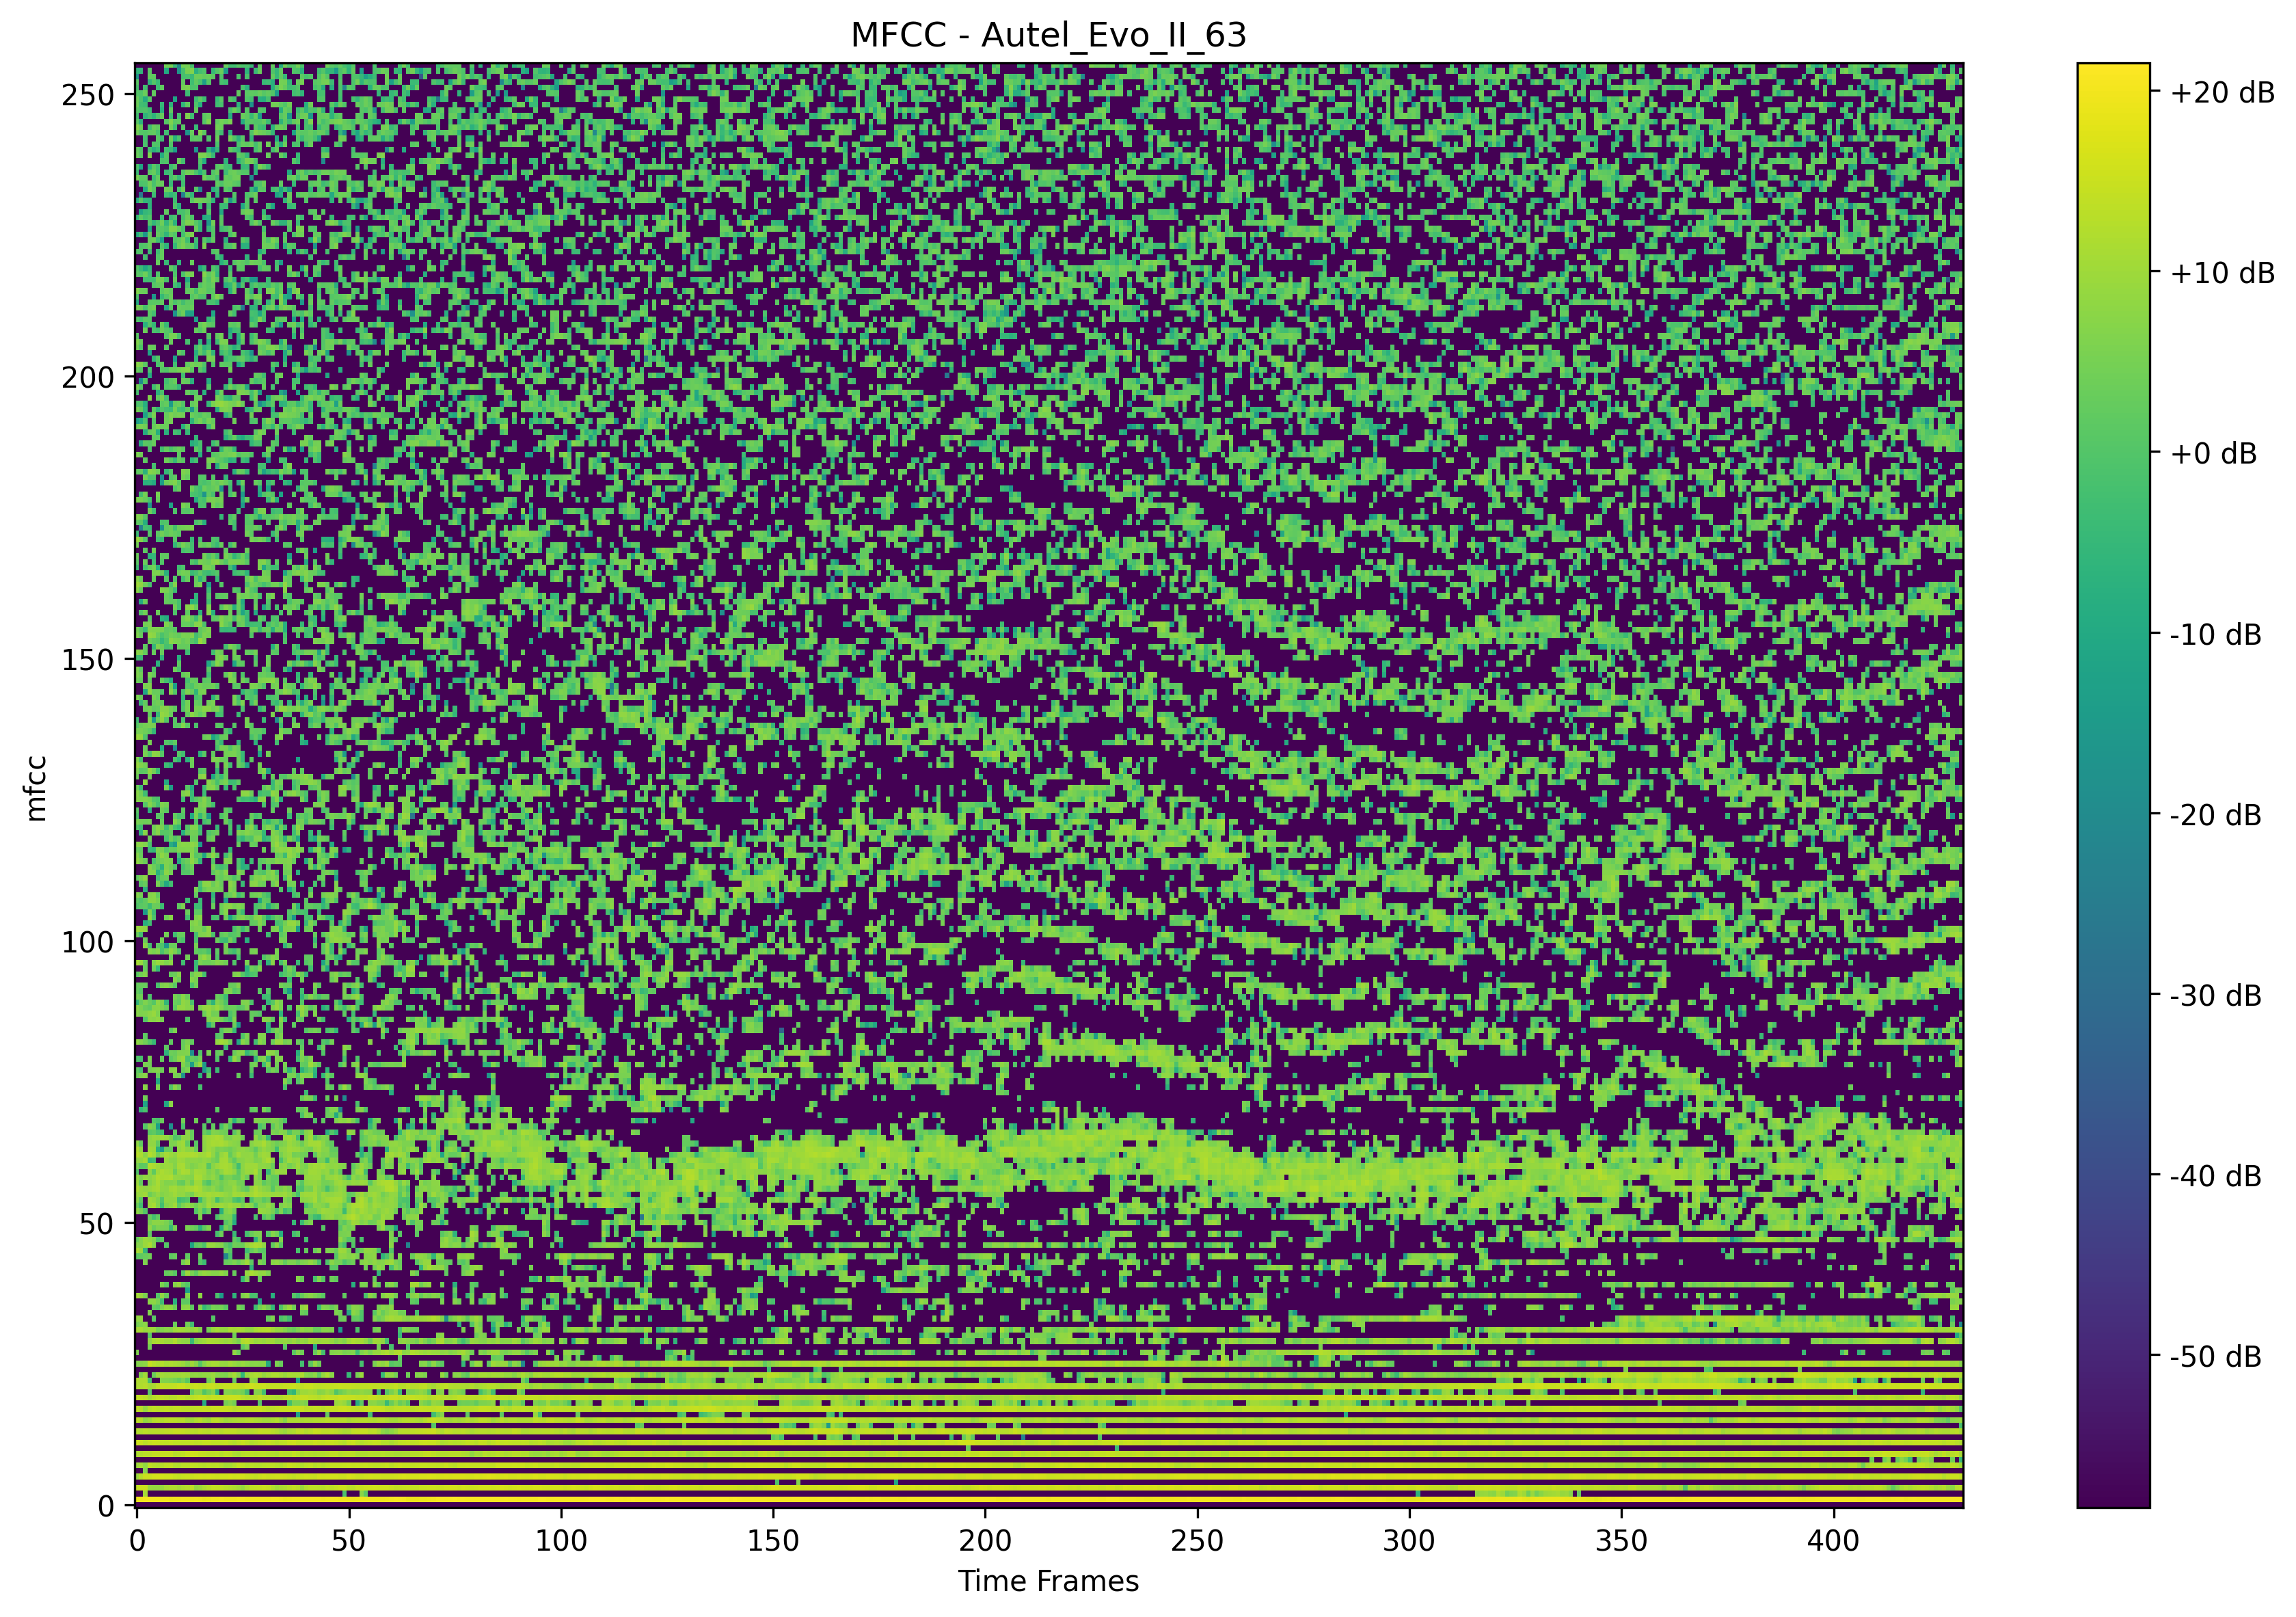 MFCC - Autel_Evo_II_63
250
200
150
100
50
0
mfcc
0 50 100 150 200 250 300 350 400
Time Frames
+20 dB
+10 dB
+0 dB
-10 dB
-20 dB
-30 dB
-40 dB
-50 dB